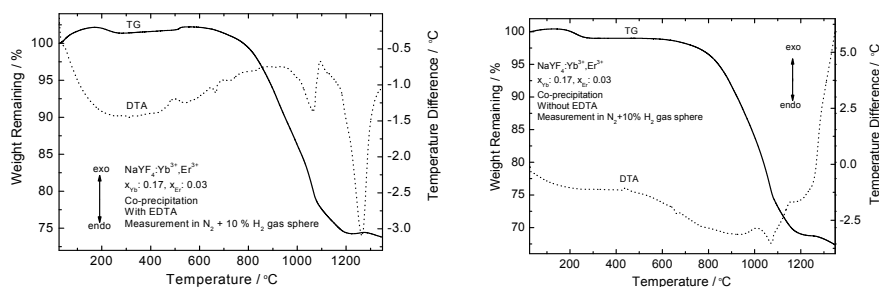 TG
DTA
exo
endo
NaYF₄:Yb³⁺,Er³⁺
x_Yb: 0.17, x_Er: 0.03
Co-precipitation
With EDTA
Measurement in N₂ + 10 % H₂ gas sphere
Weight Remaining / %
100
95
90
85
80
75
-0.5
-1.0
-1.5
-2.0
-2.5
-3.0
Temperature Difference / °C
200 400 600 800 1000 1200
Temperature / °C
TG
exo
endo
NaYF₄:Yb³⁺,Er³⁺
x_Yb: 0.17, x_Er: 0.03
Co-precipitation
Without EDTA
Measurement in N₂+10% H₂ gas sphere
DTA
Weight Remaining / %
100
95
90
85
80
75
70
5.0
2.5
0.0
-2.5
Temperature Difference / °C
200 400 600 800 1000 1200
Temperature / °C